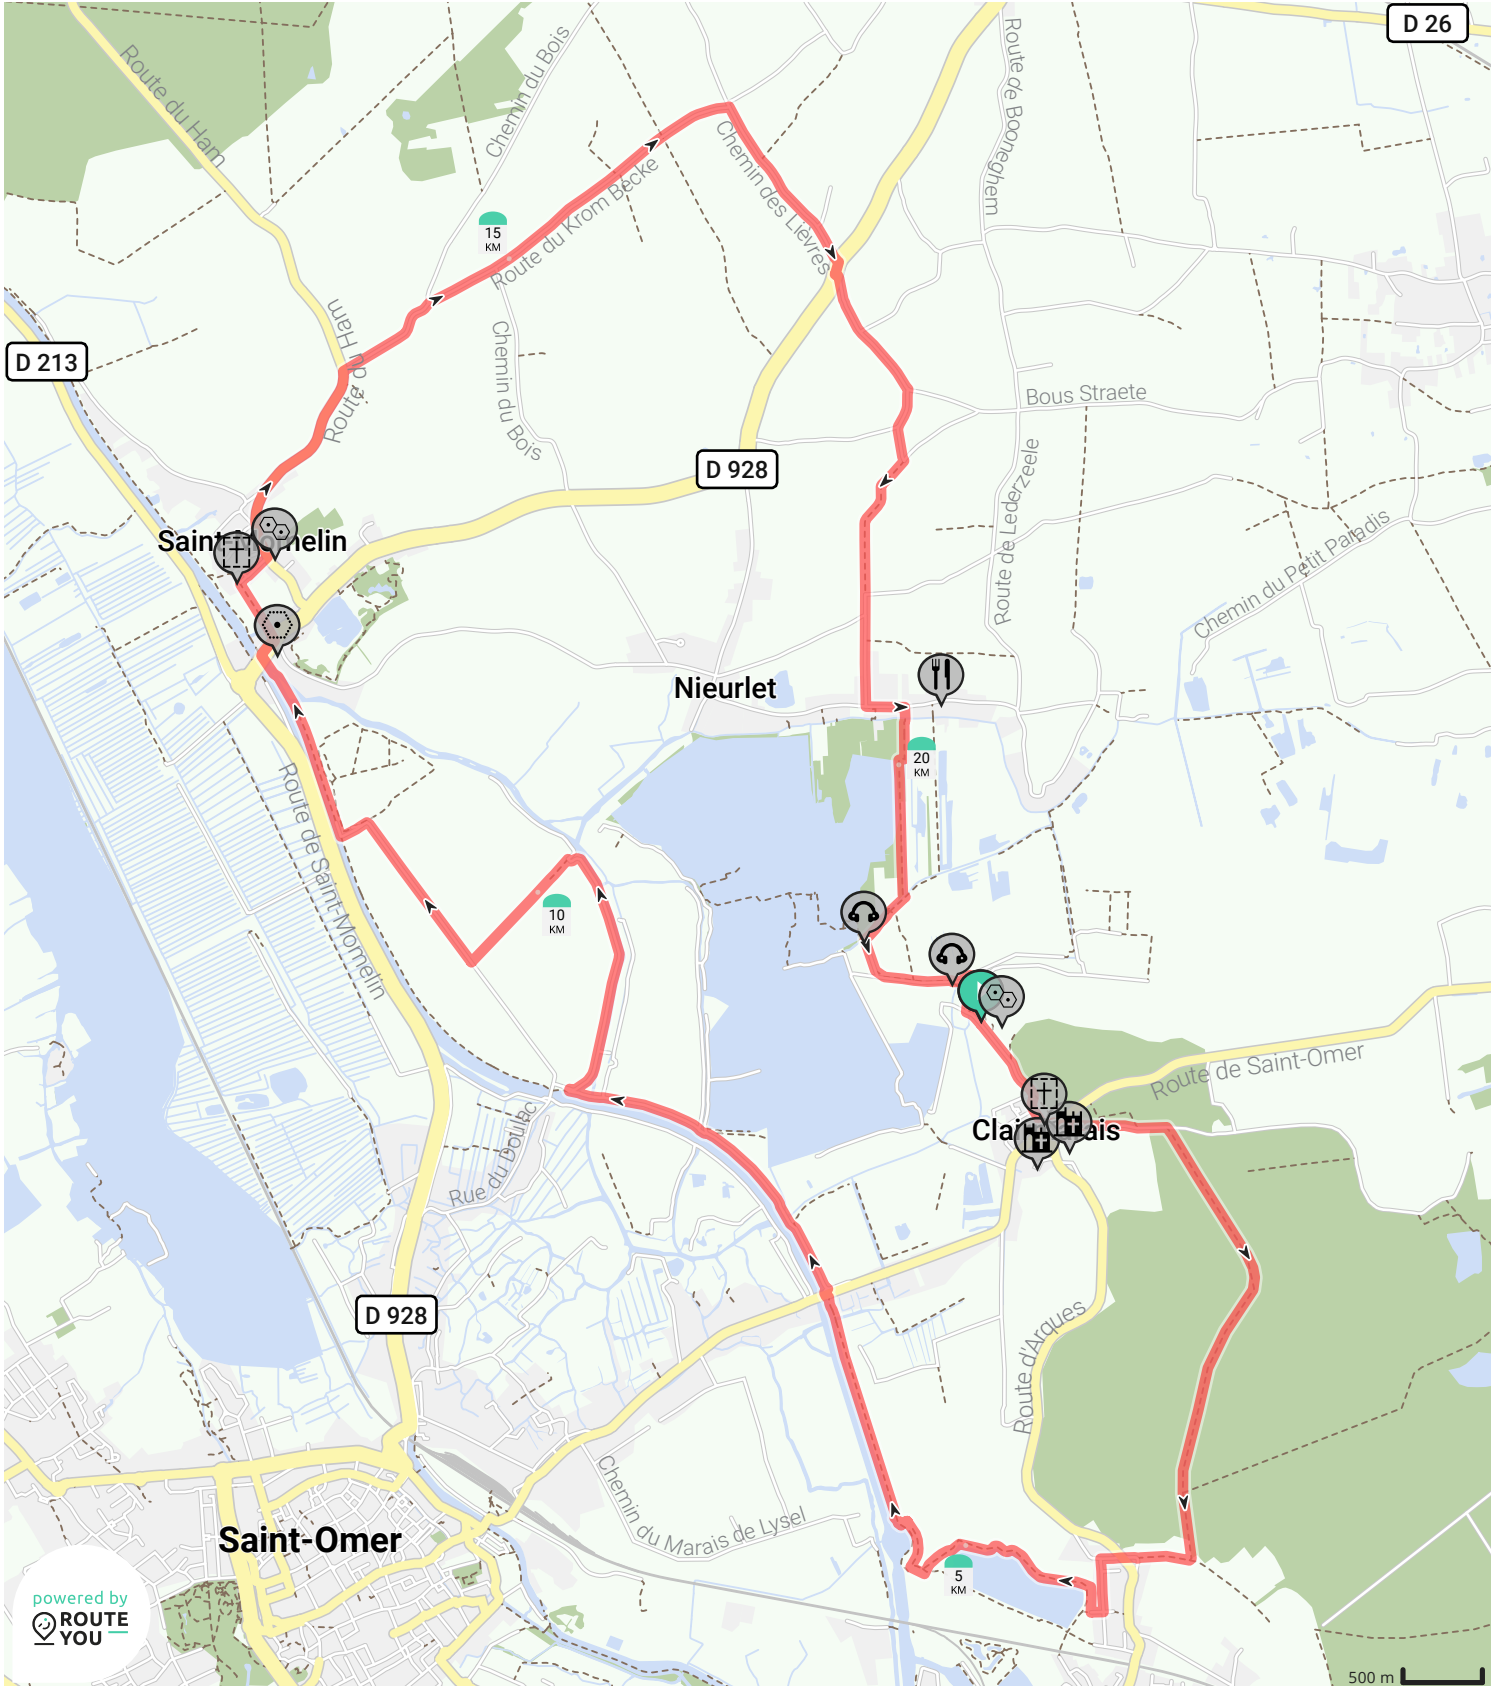 D 26
Route du Ham
Chemin du Bois
Route de Booneghem
Chemin des Lièvres
Route du Krom Becke
15
KM
Route du Ham
D 213
Chemin du Bois
Bous Straete
D 928
Route de Lederzeele
Chemin du Petit Paradis
Nieurlet
20
KM
Route de Saint-Momelin
10
KM
Route de Saint-Omer
Rue du Doulac
D 928
Route d'Arques
Chemin du Marais de Lysel
Saint-Omer
5
KM
powered by
ROUTE
YOU
500 m